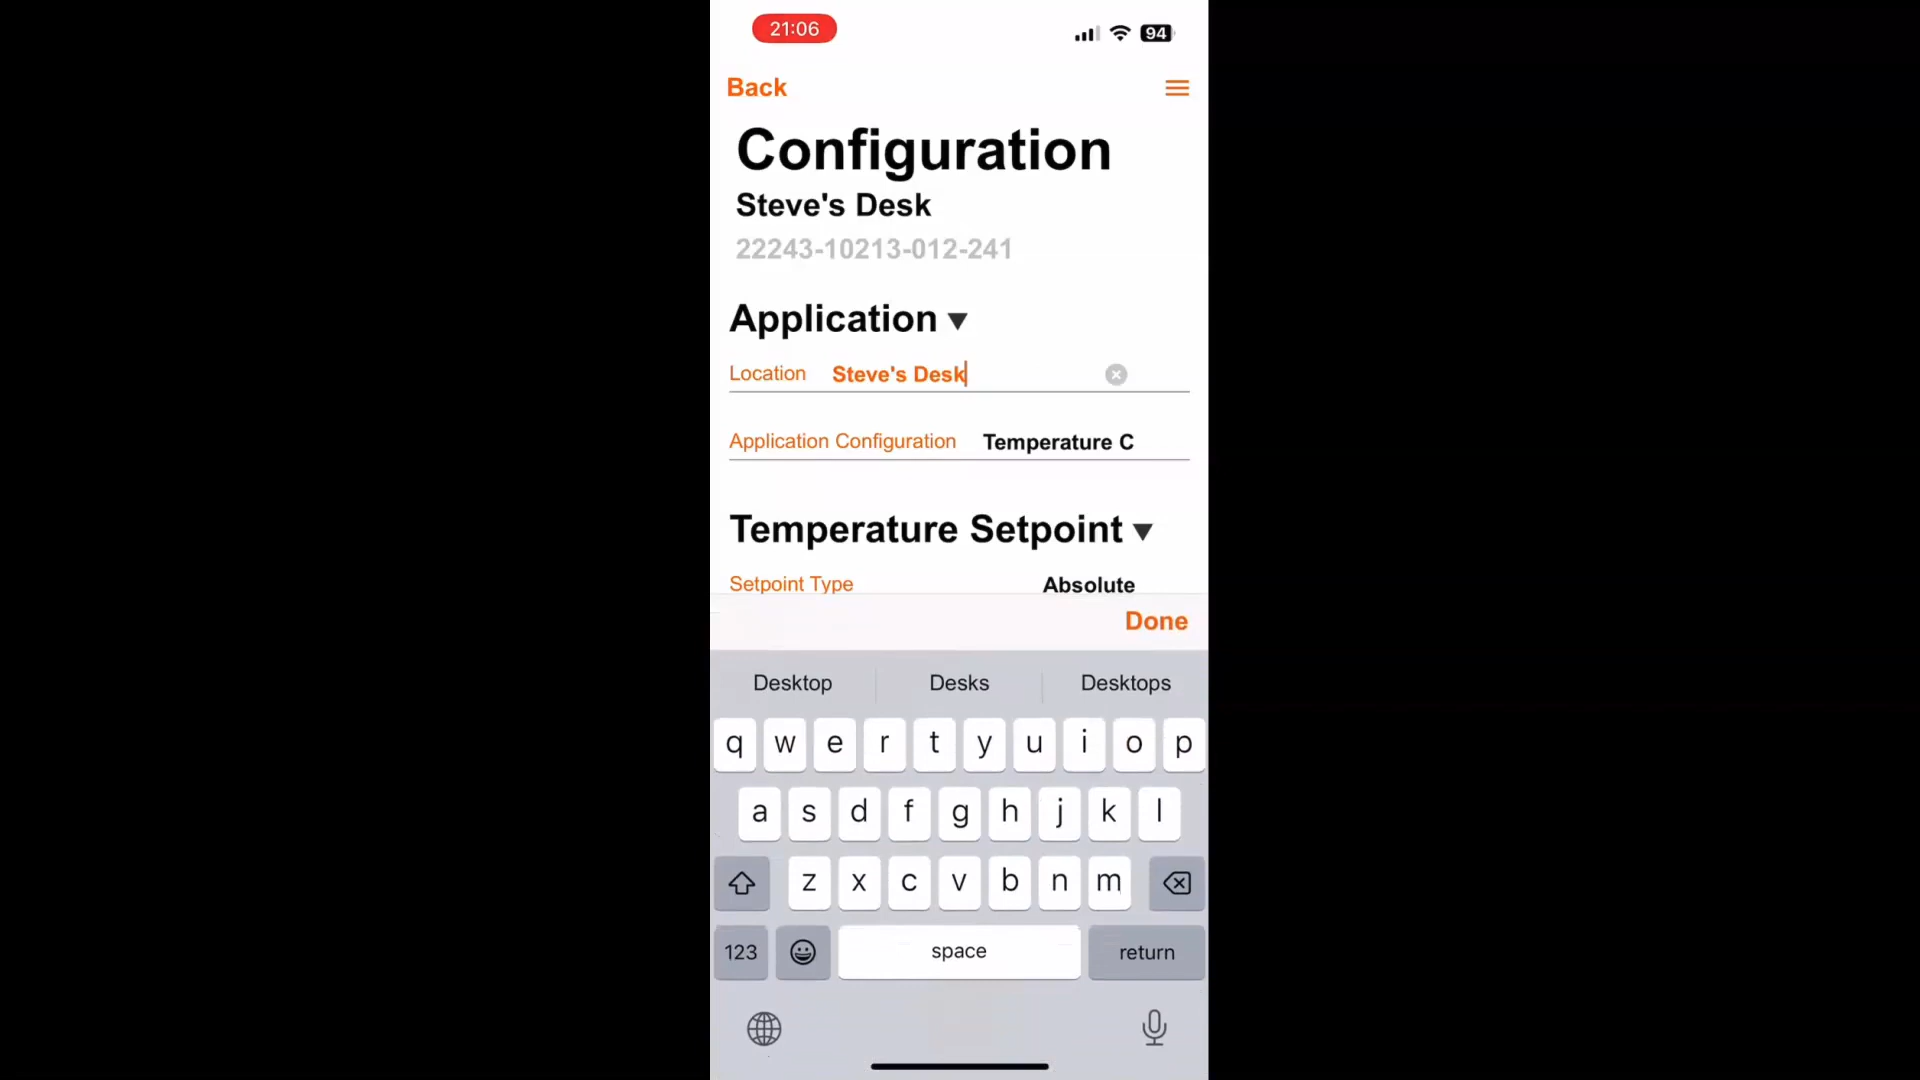 21:06 94
Back
Configuration
Steve's Desk
22243-10213-012-241
Application
Location Steve's Desk
Application Configuration Temperature C
Temperature Setpoint
Setpoint Type Absolute
Done
Desktop Desks Desktops
q w e r t y u i o p
a s d f g h j k l
z x c v b n m
123 space return